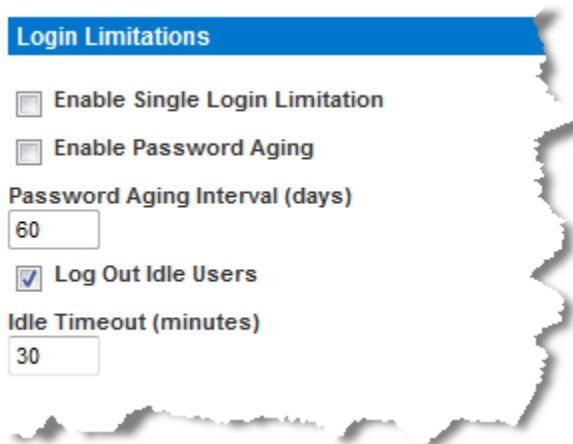 Login Limitations
Enable Single Login Limitation
Enable Password Aging
Password Aging Interval (days)
60
Log Out Idle Users
Idle Timeout (minutes)
30